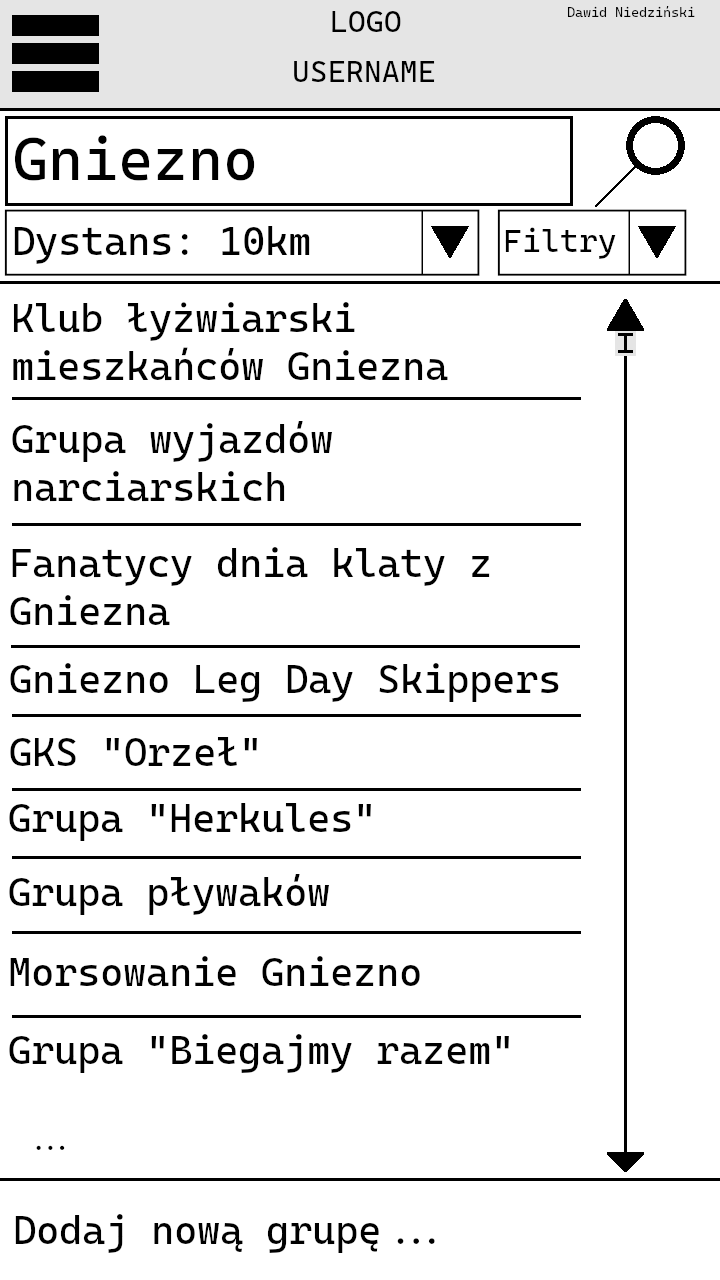 LOGO
Dawid Niedziński
USERNAME
Gniezno
Dystans: 10km
Filtry
Klub łyżwiarski
mieszkańców Gniezna
Grupa wyjazdów
narciarskich
Fanatycy dnia klaty z
Gniezna
Gniezno Leg Day Skippers
GKS "Orzeł"
Grupa "Herkules"
Grupa pływaków
Morsowanie Gniezno
Grupa "Biegajmy razem"
...
Dodaj nową grupę ...